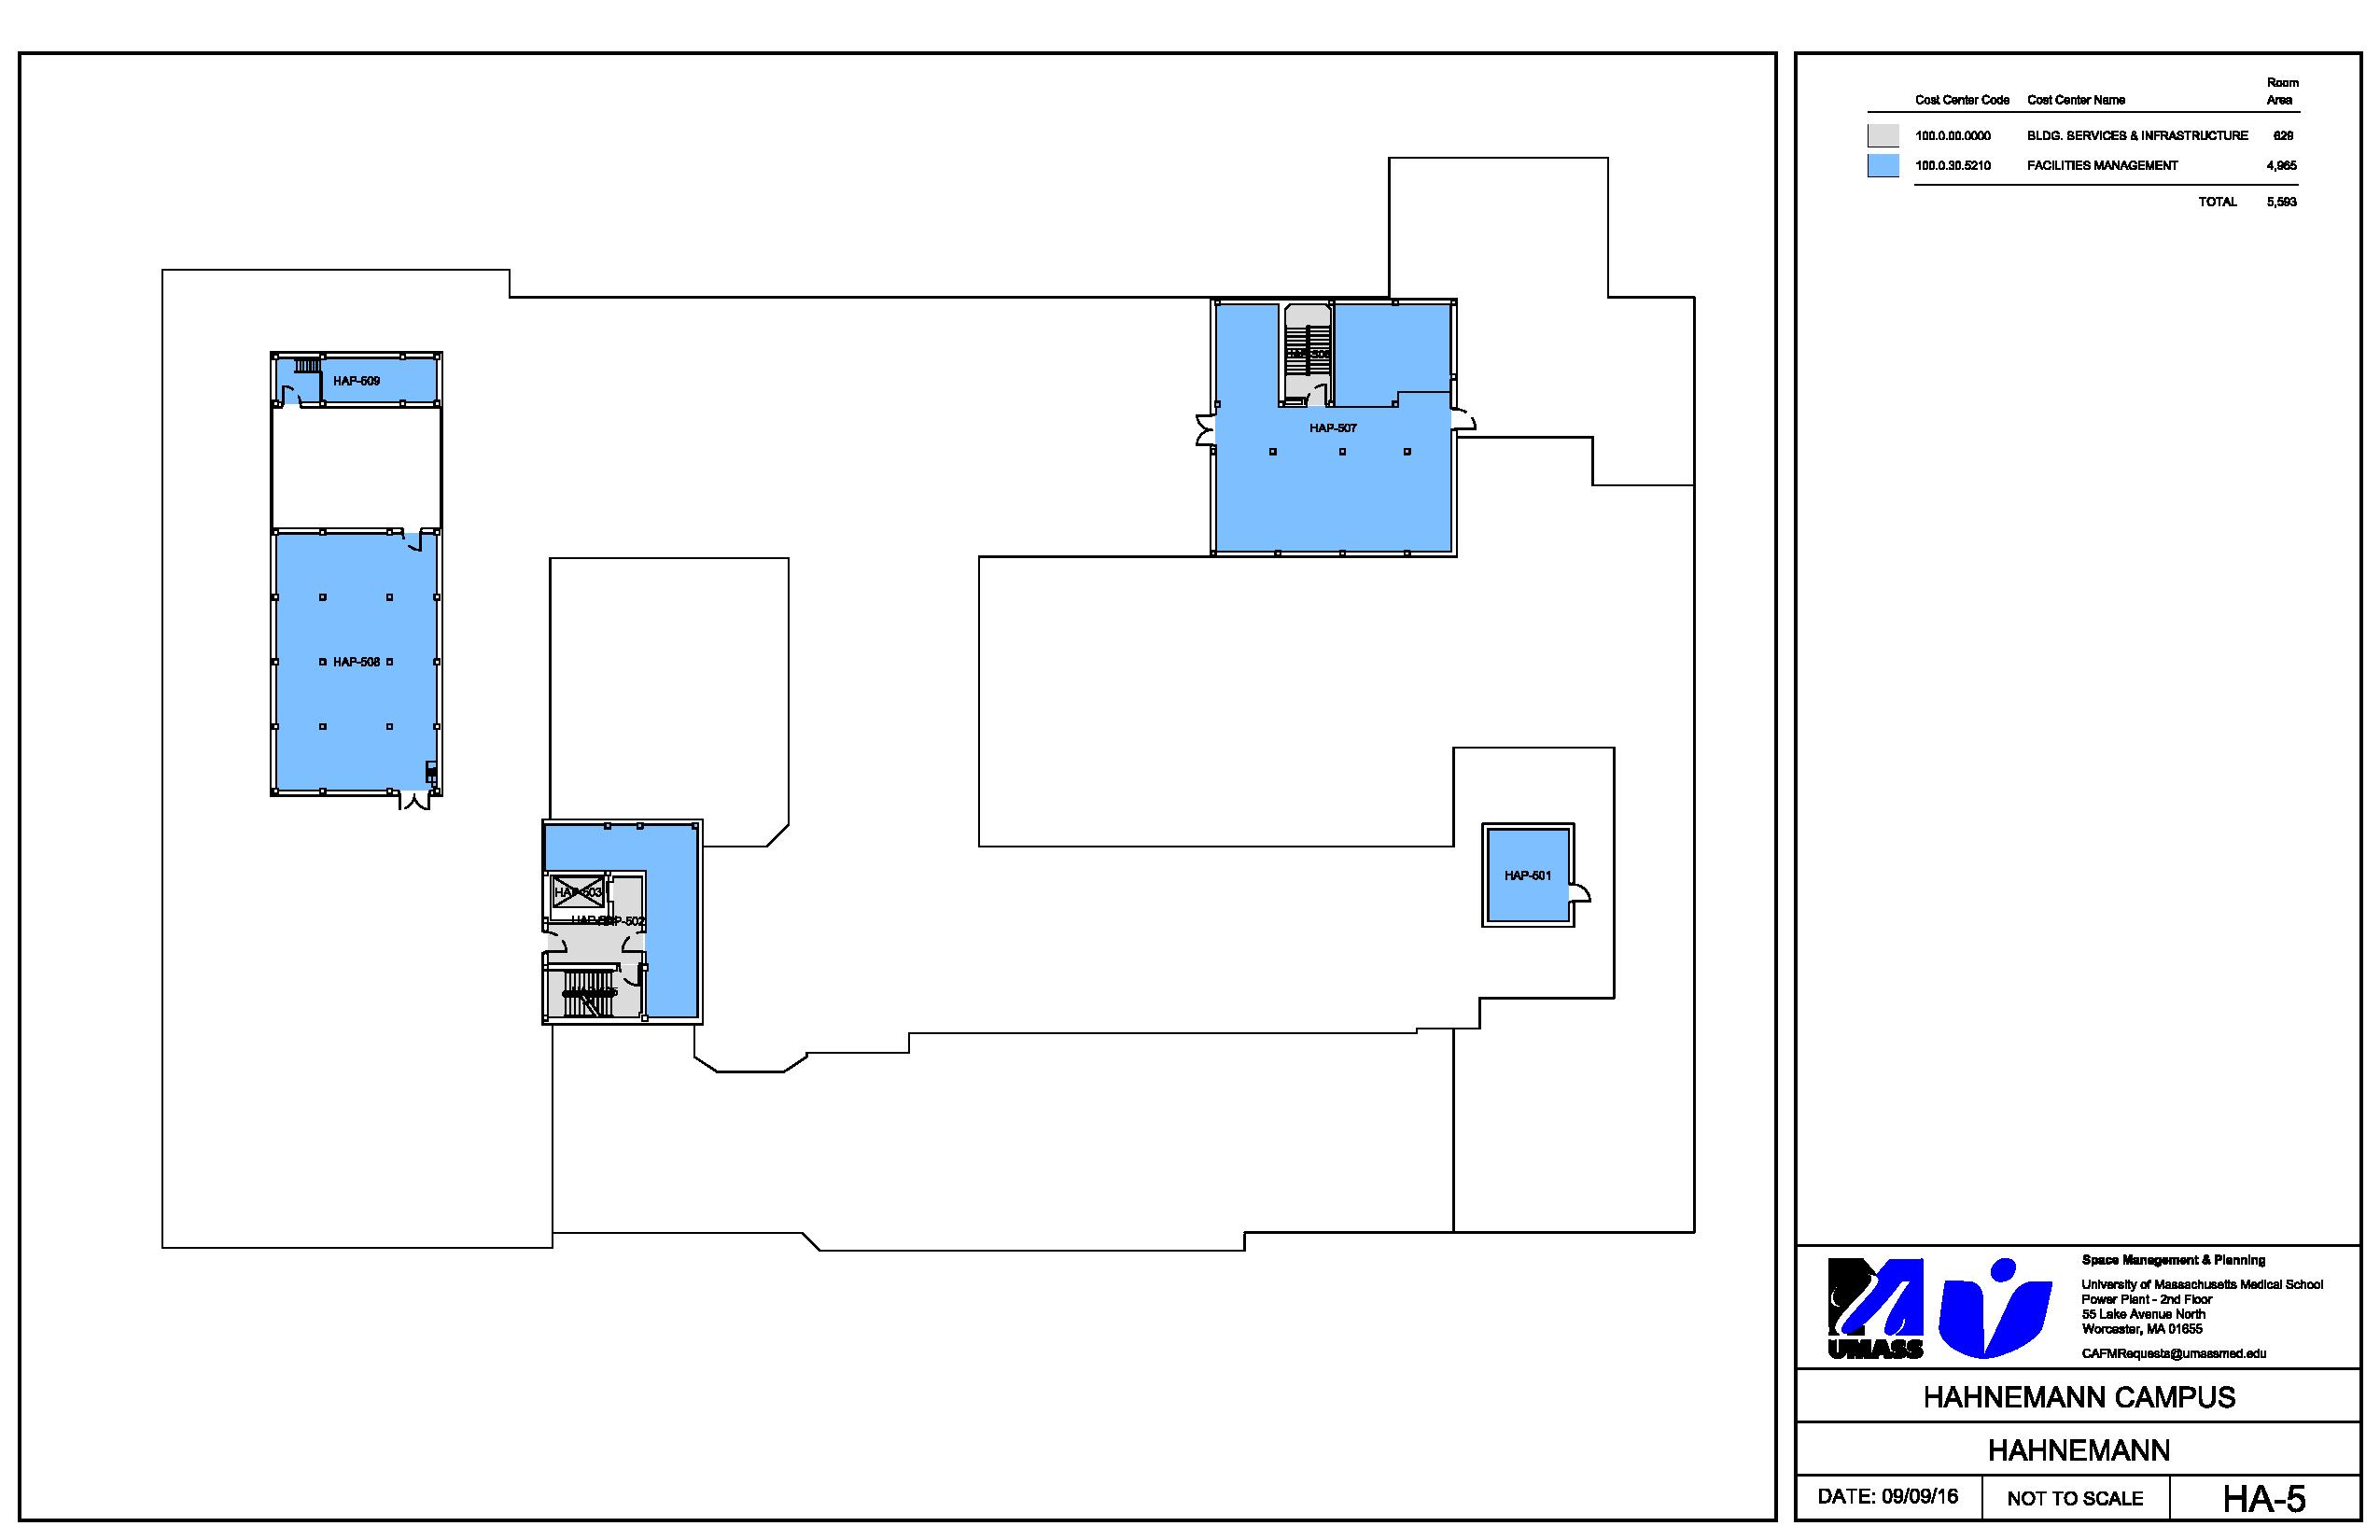 Room
Cost Center Code Cost Center Name Area
100.0.00.0000 BLDG. SERVICES & INFRASTRUCTURE 629
100.0.30.5210 FACILITIES MANAGEMENT 4,965
TOTAL 5,593
HAP-509
HAP-507
HAP-508
HAP-501
HAP-503
HAP-502
Space Management & Planning
University of Massachusetts Medical School
Power Plant - 2nd Floor
55 Lake Avenue North
Worcester, MA 01655
CAFMRequests@umassmed.edu
UMASS
HAHNEMANN CAMPUS
HAHNEMANN
DATE: 09/09/16 NOT TO SCALE HA-5